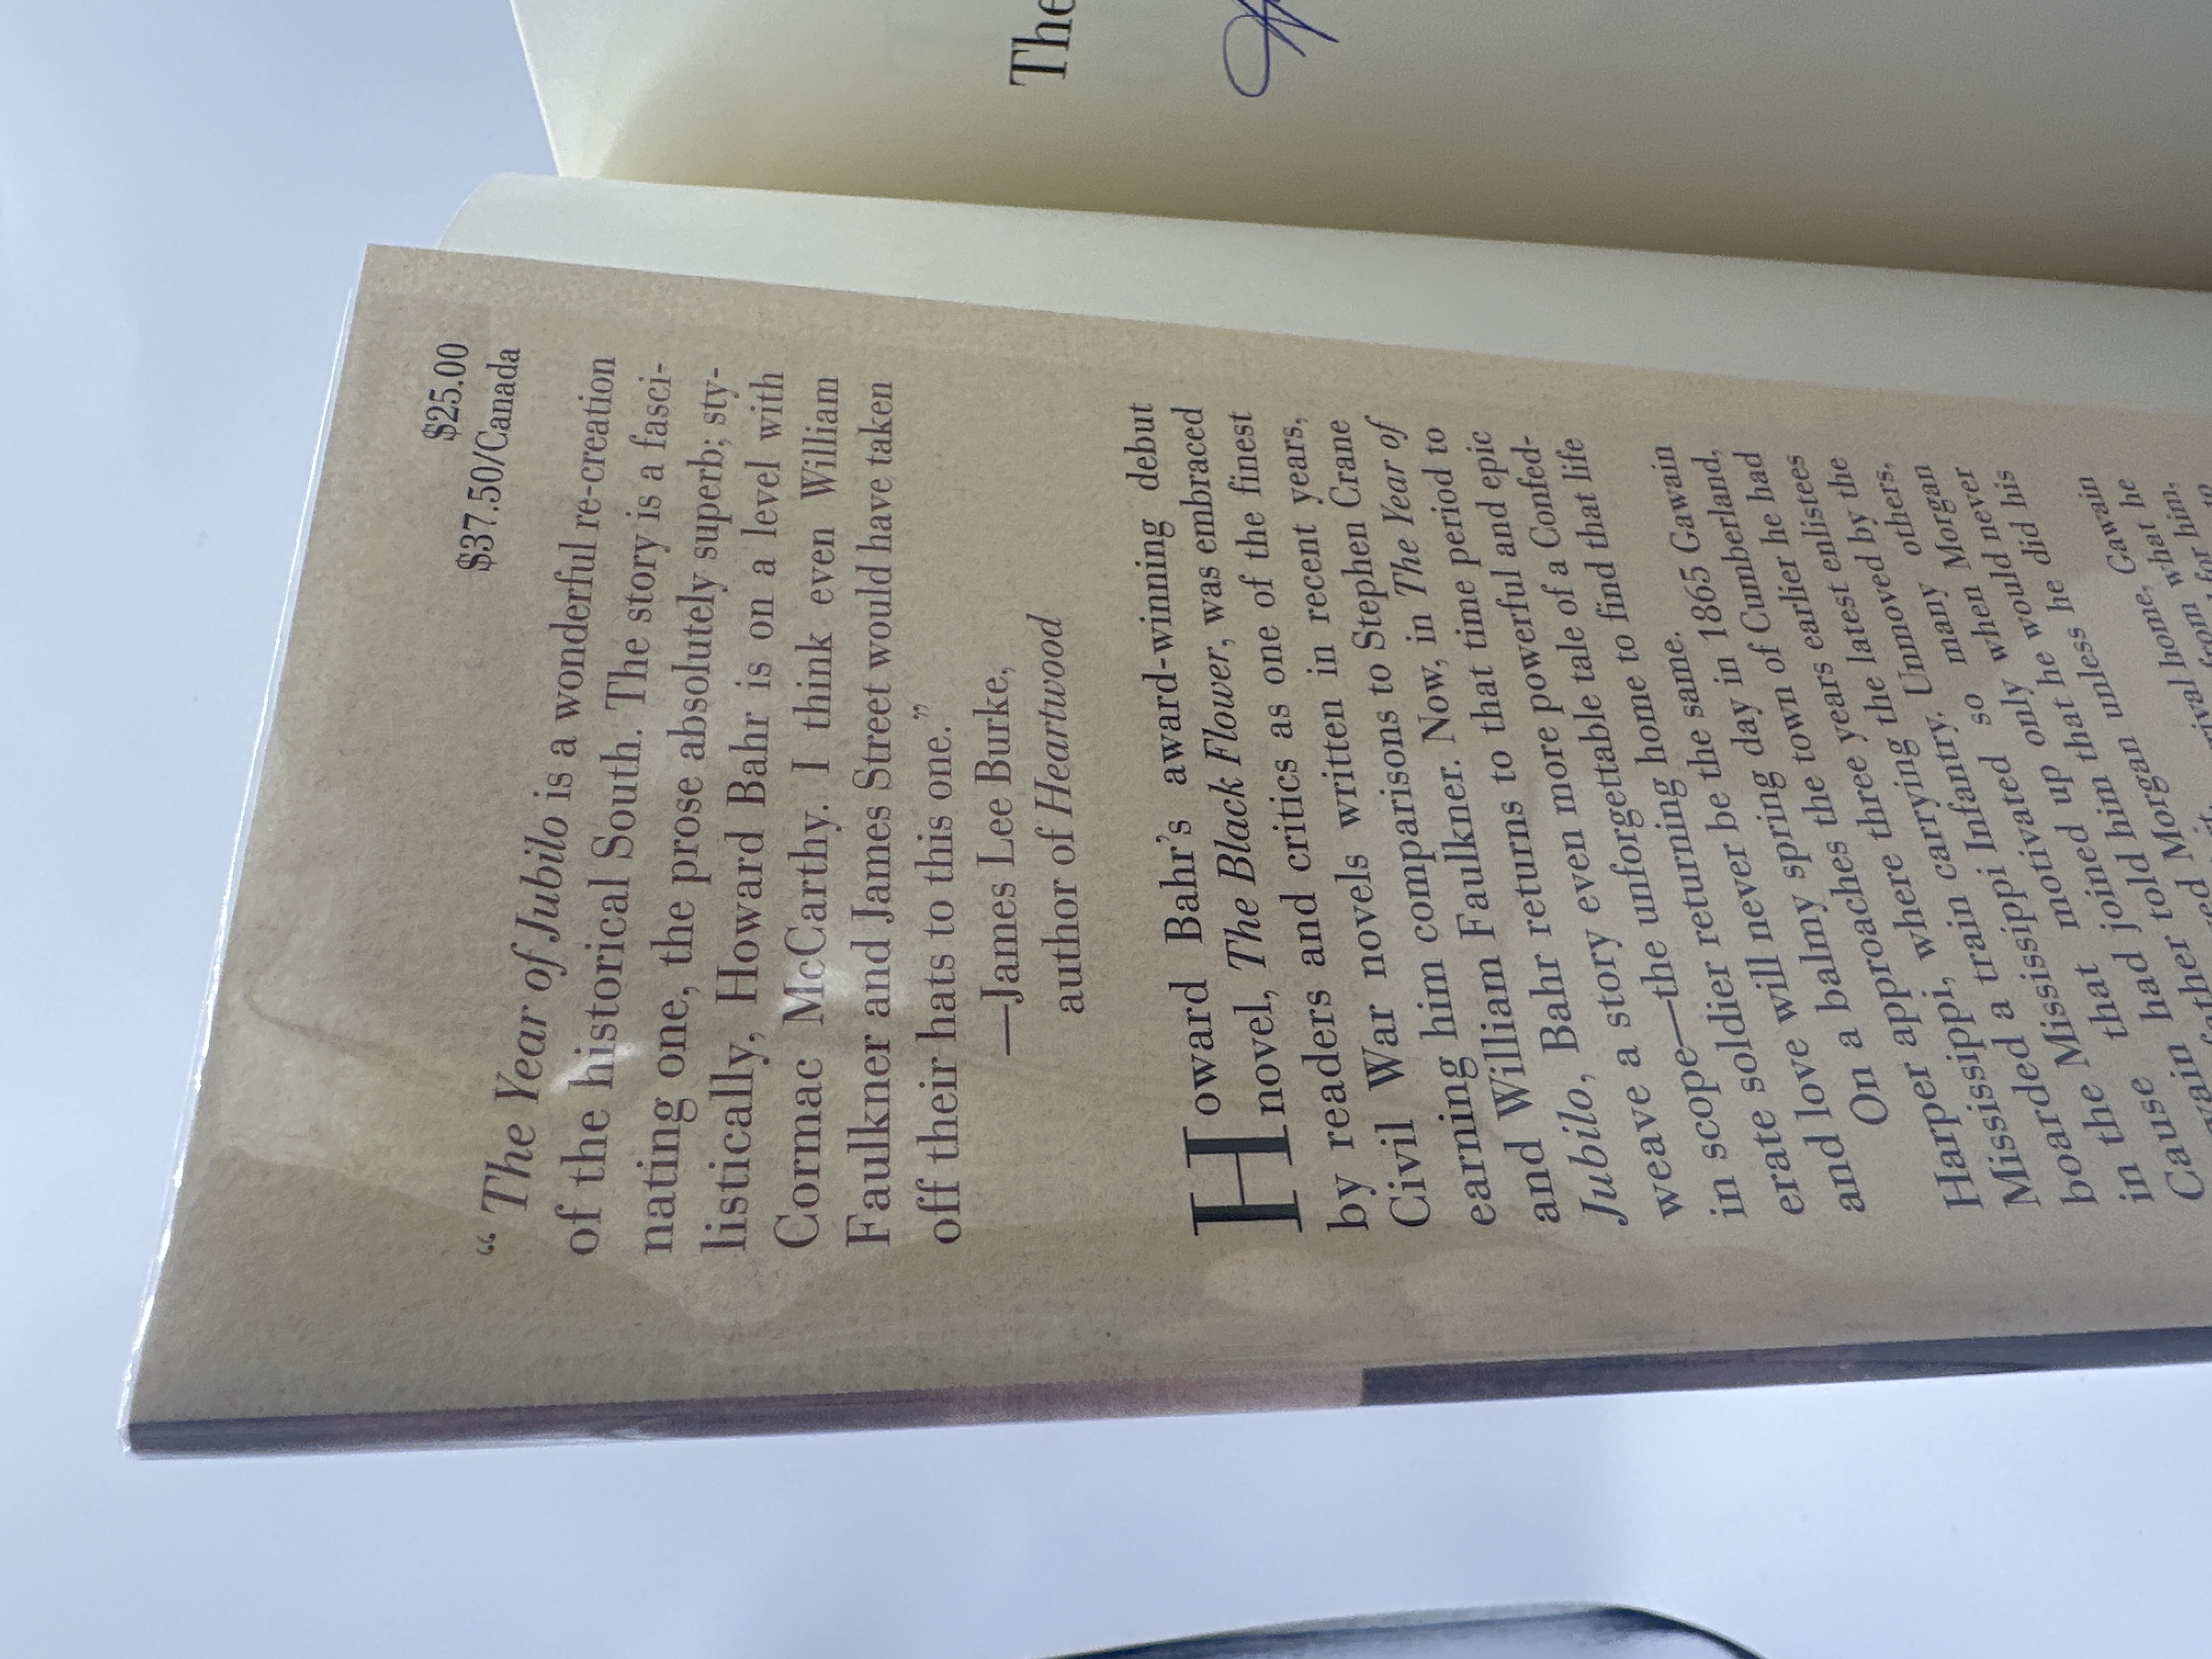 The
$25.00
$37.50/Canada
“The Year of Jubilo is a wonderful re-creation
of the historical South. The story is a fasci-
nating one, the prose absolutely superb; sty-
listically, Howard Bahr is on a level with
Cormac McCarthy. I think even William
Faulkner and James Street would have taken
off their hats to this one.”
—James Lee Burke,
author of Heartwood
Howard Bahr’s award-winning debut
novel, The Black Flower, was embraced
by readers and critics as one of the finest
Civil War novels written in recent years,
earning him comparisons to Stephen Crane
and William Faulkner. Now, in The Year of
Jubilo, Bahr returns to that time period to
weave a story even more powerful and epic
in scope—the unforgettable tale of a Confed-
erate soldier returning home to find that life
and love will never be the same.
On a balmy spring day in 1865 Gawain
Harper approaches the town of Cumberland,
Mississippi, where three years earlier he had
boarded a train carrying the latest enlistees
in the Mississippi Infantry. Unmoved by the
Cause that motivated so many others,
Gawain had joined up only when Morgan
father told him that unless he did his